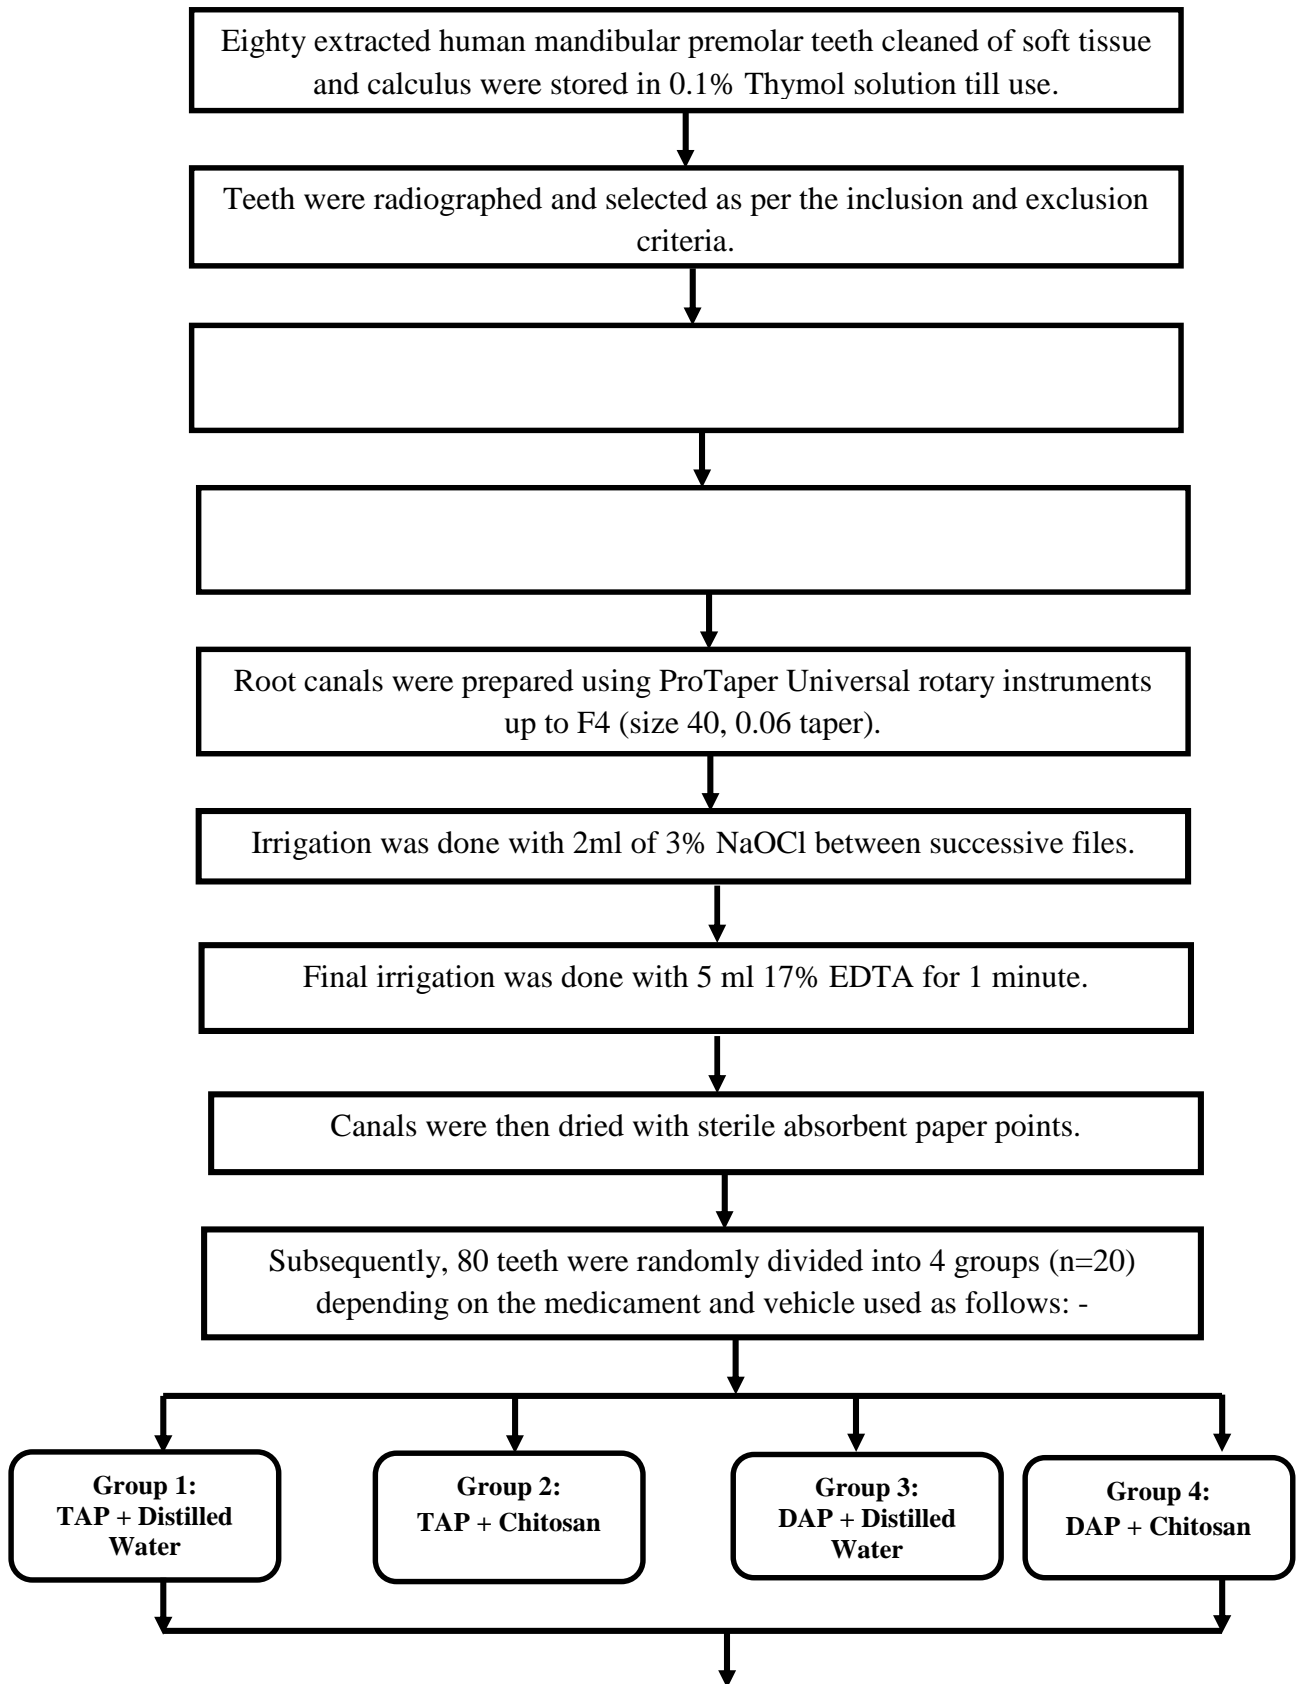 Eighty extracted human mandibular premolar teeth cleaned of soft tissue
and calculus were stored in 0.1% Thymol solution till use.
Teeth were radiographed and selected as per the inclusion and exclusion
criteria.
Root canals were prepared using ProTaper Universal rotary instruments
up to F4 (size 40, 0.06 taper).
Irrigation was done with 2ml of 3% NaOCl between successive files.
Final irrigation was done with 5 ml 17% EDTA for 1 minute.
Canals were then dried with sterile absorbent paper points.
Subsequently, 80 teeth were randomly divided into 4 groups (n=20)
depending on the medicament and vehicle used as follows: -
Group 1:
TAP + Distilled
Water
Group 2:
TAP + Chitosan
Group 3:
DAP + Distilled
Water
Group 4:
DAP + Chitosan